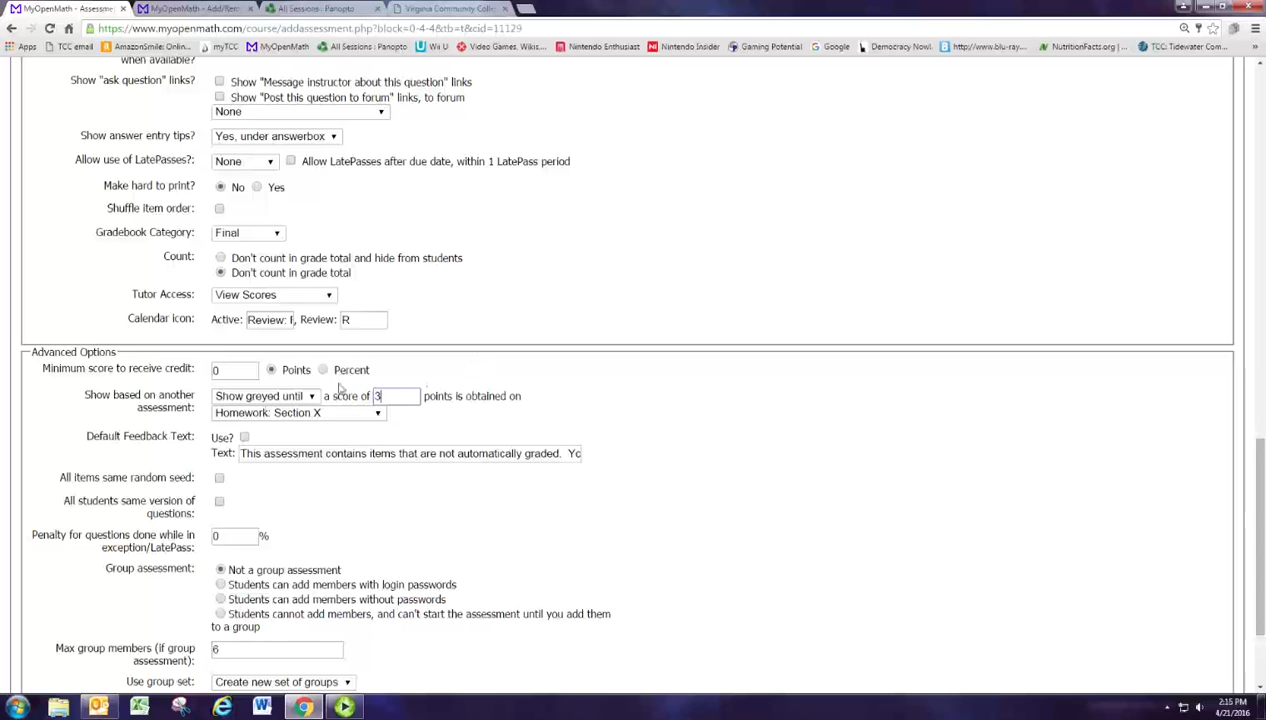 MyOpenMath - Assessme × MyOpenMath - Add/Rem × All Sessions - Panopto × Virginia Community Colle ×
https://www.myopenmath.com/course/addassessment.php?block=0-4-4&tb=t&cid=11129
Apps TCC email AmazonSmile: Onlin... myTCC MyOpenMath All Sessions : Panopto Wii U Video Games, Wiki... Nintendo Enthusiast Nintendo Insider Gaming Potential Google Democracy Now! http://www.blu-ray... NutritionFacts.org |... TCC: Tidewater Com...
when available?
Show "ask question" links? Show "Message instructor about this question" links
Show "Post this question to forum" links, to forum
None
Show answer entry tips? Yes, under answerbox
Allow use of LatePasses?: None Allow LatePasses after due date, within 1 LatePass period
Make hard to print? No Yes
Shuffle item order:
Gradebook Category: Final
Count: Don't count in grade total and hide from students
Don't count in grade total
Tutor Access: View Scores
Calendar icon: Active: Review: F, Review: R
Advanced Options
Minimum score to receive credit: 0 Points Percent
Show based on another Show greyed until a score of 3 points is obtained on
assessment: Homework: Section X
Default Feedback Text: Use?
Text: This assessment contains items that are not automatically graded. Yc
All items same random seed:
All students same version of
questions:
Penalty for questions done while in 0 %
exception/LatePass:
Group assessment: Not a group assessment
Students can add members with login passwords
Students can add members without passwords
Students cannot add members, and can't start the assessment until you add them
to a group
Max group members (if group 6
assessment):
Use group set: Create new set of groups
2:15 PM
4/21/2016